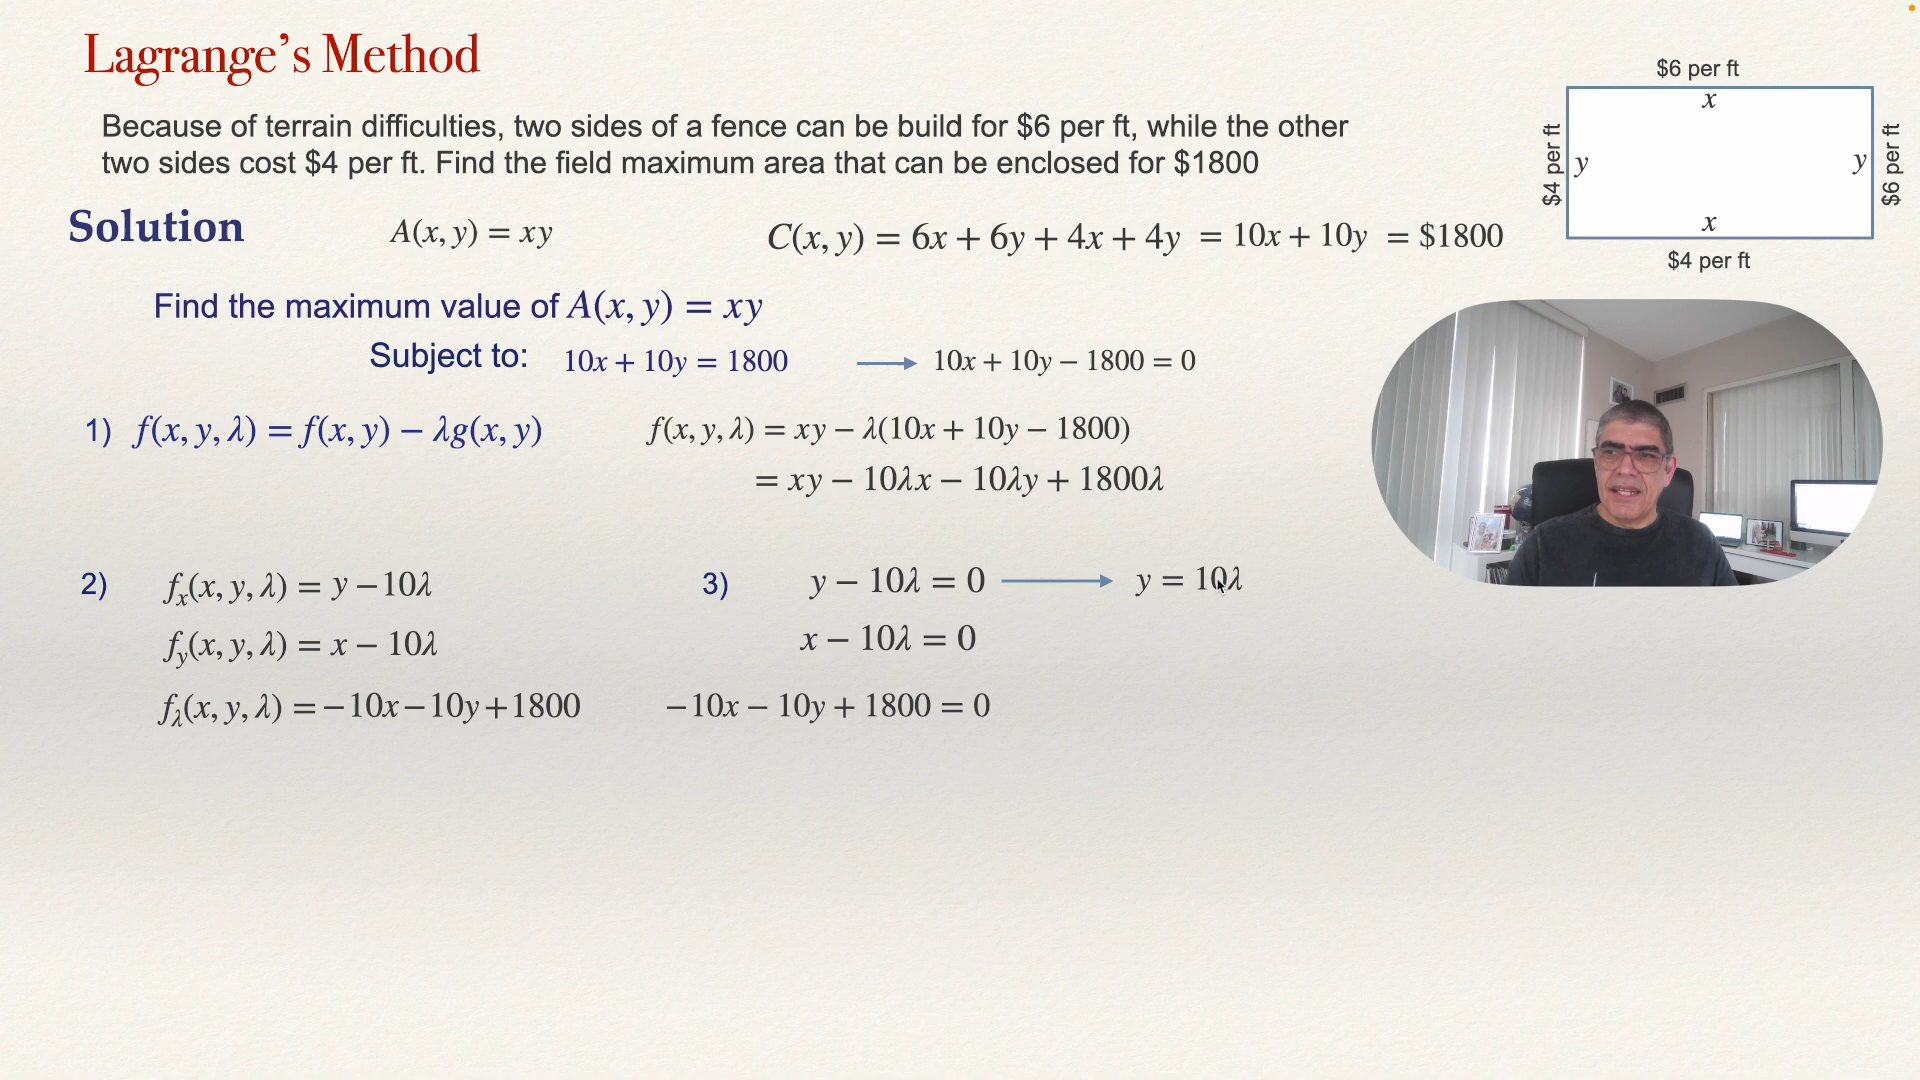 Lagrange’s Method
Because of terrain difficulties, two sides of a fence can be build for $6 per ft, while the other
two sides cost $4 per ft. Find the field maximum area that can be enclosed for $1800
$6 per ft
x
$4 per ft
y
y
$6 per ft
x
$4 per ft
Solution
A(x, y) = xy
C(x, y) = 6x + 6y + 4x + 4y = 10x + 10y = $1800
Find the maximum value of A(x, y) = xy
Subject to: 10x + 10y = 1800
10x + 10y − 1800 = 0
1) f(x, y, λ) = f(x, y) − λg(x, y)
f(x, y, λ) = xy − λ(10x + 10y − 1800)
= xy − 10λx − 10λy + 1800λ
2) fx(x, y, λ) = y − 10λ
fy(x, y, λ) = x − 10λ
fλ(x, y, λ) = −10x − 10y + 1800
3) y − 10λ = 0
y = 10λ
x − 10λ = 0
−10x − 10y + 1800 = 0